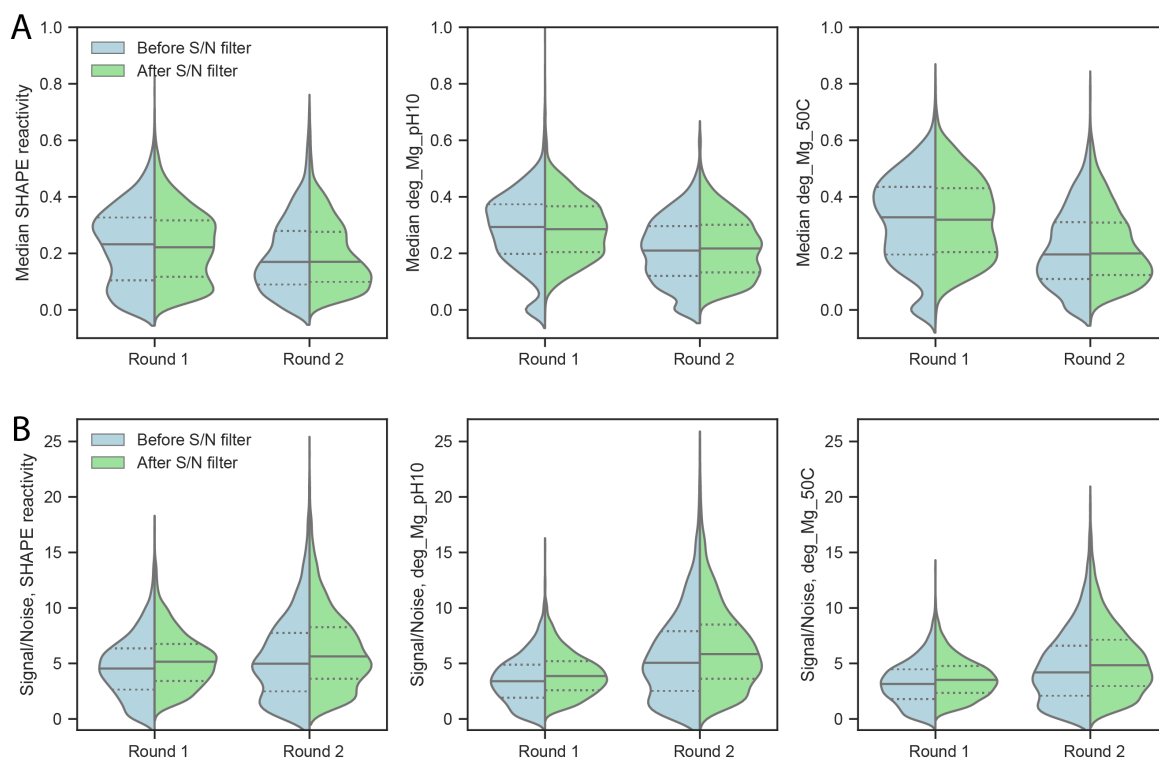 A
Median SHAPE reactivity
1.0
0.8
0.6
0.4
0.2
0.0
Before S/N filter
After S/N filter
Round 1
Round 2
Median deg_Mg_pH10
1.0
0.8
0.6
0.4
0.2
0.0
Round 1
Round 2
Median deg_Mg_50C
1.0
0.8
0.6
0.4
0.2
0.0
Round 1
Round 2
B
Signal/Noise, SHAPE reactivity
25
20
15
10
5
0
Before S/N filter
After S/N filter
Round 1
Round 2
Signal/Noise, deg_Mg_pH10
25
20
15
10
5
0
Round 1
Round 2
Signal/Noise, deg_Mg_50C
25
20
15
10
5
0
Round 1
Round 2